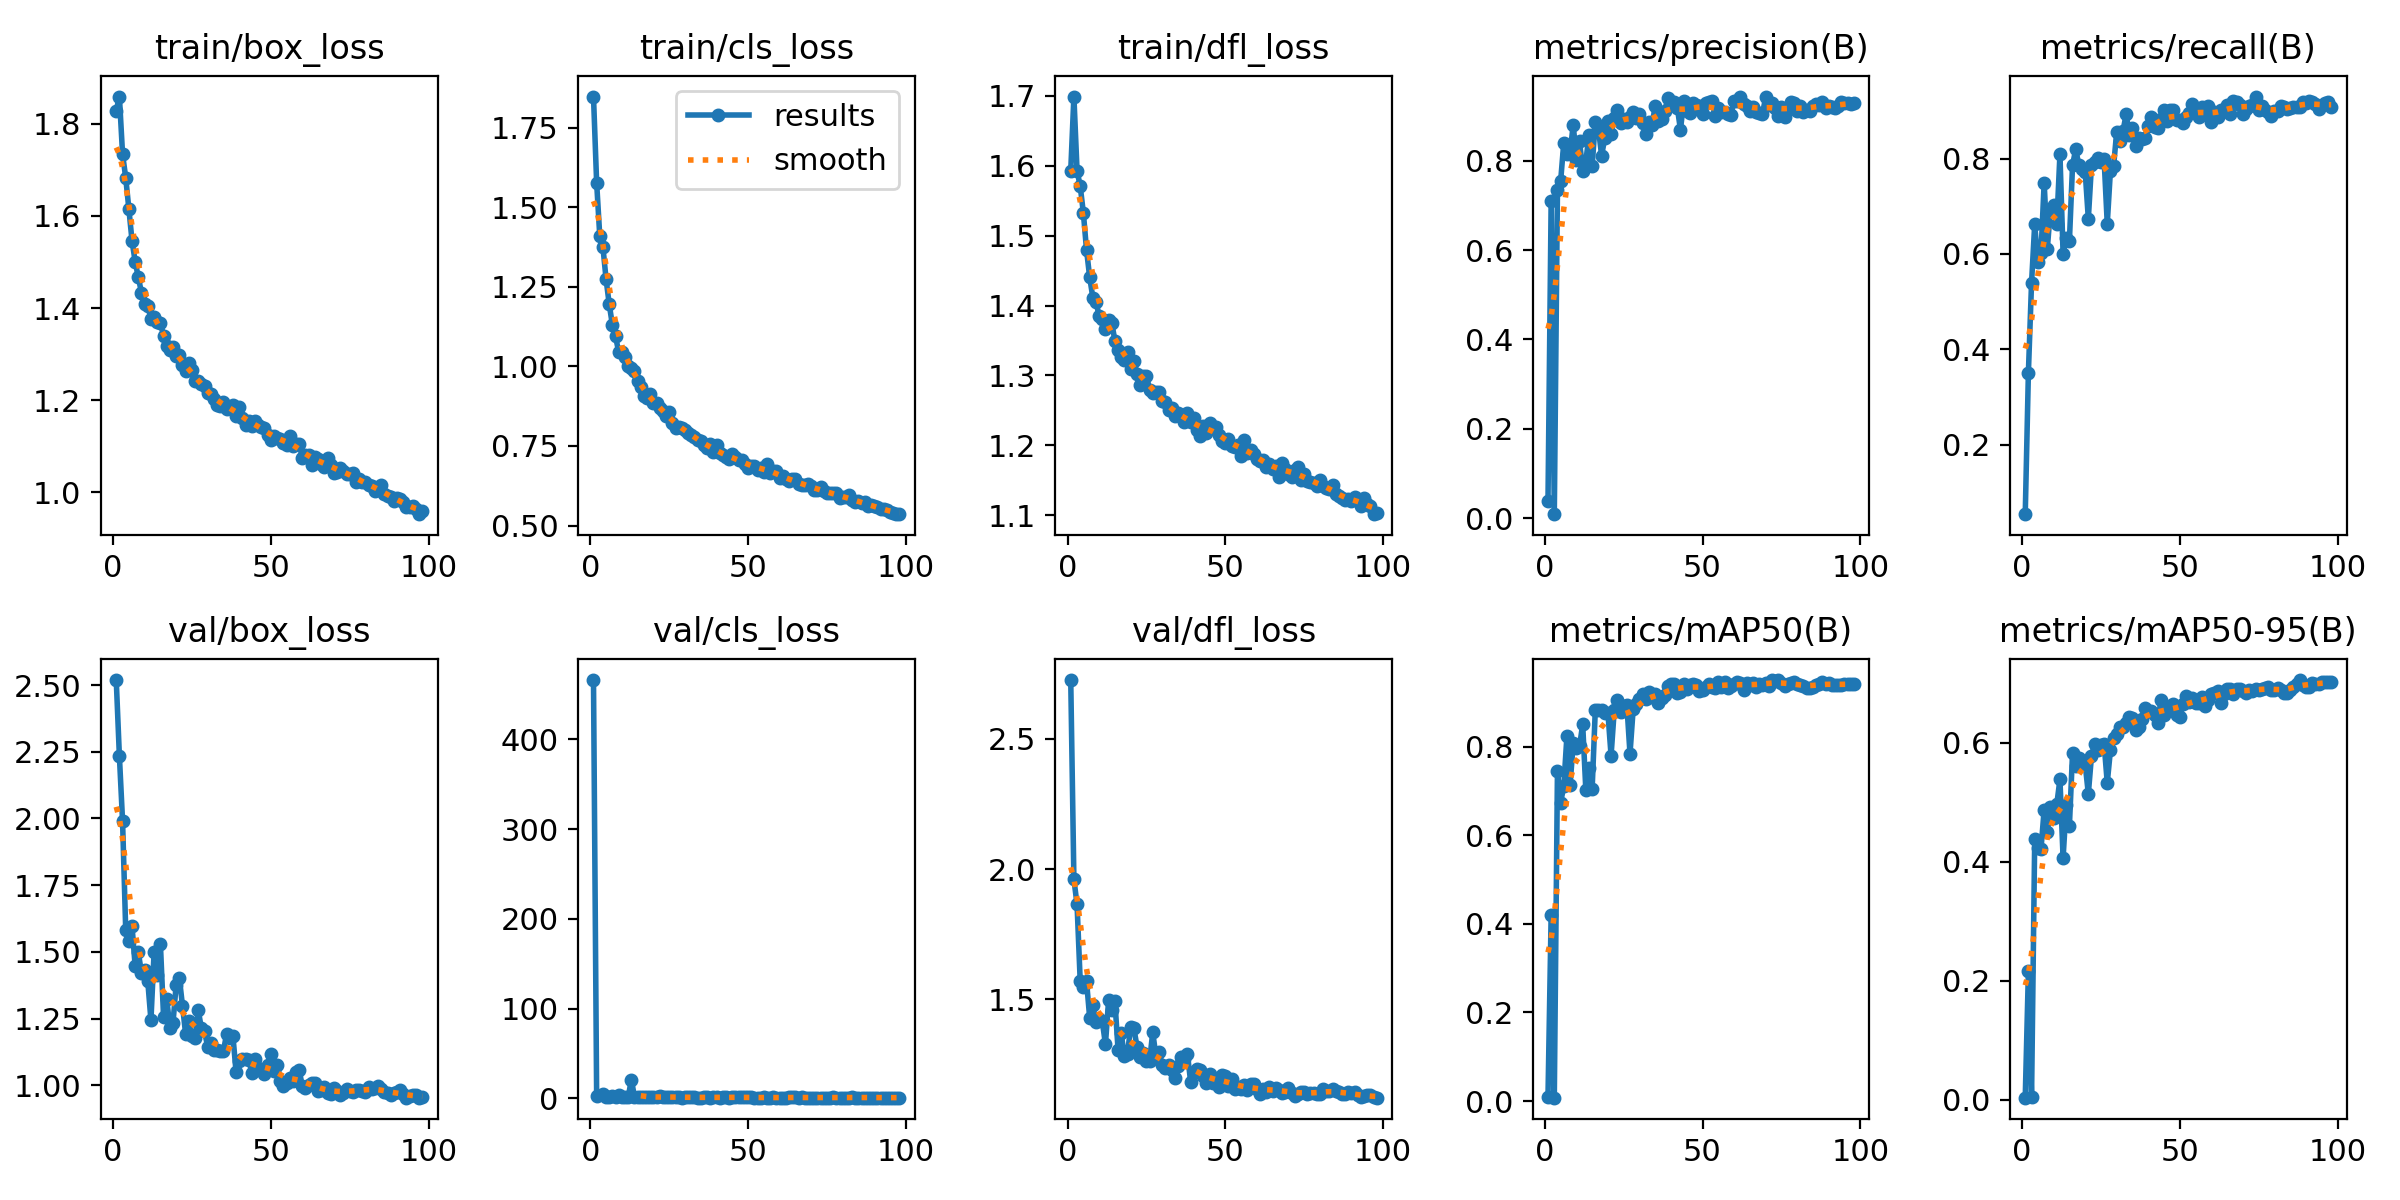 train/box_loss
1.8
1.6
1.4
1.2
1.0
0 50 100
train/cls_loss
results
smooth
1.75
1.50
1.25
1.00
0.75
0.50
0 50 100
train/dfl_loss
1.7
1.6
1.5
1.4
1.3
1.2
1.1
0 50 100
metrics/precision(B)
0.8
0.6
0.4
0.2
0.0
0 50 100
metrics/recall(B)
0.8
0.6
0.4
0.2
0 50 100
val/box_loss
2.50
2.25
2.00
1.75
1.50
1.25
1.00
0 50 100
val/cls_loss
400
300
200
100
0
0 50 100
val/dfl_loss
2.5
2.0
1.5
0 50 100
metrics/mAP50(B)
0.8
0.6
0.4
0.2
0.0
0 50 100
metrics/mAP50-95(B)
0.6
0.4
0.2
0.0
0 50 100